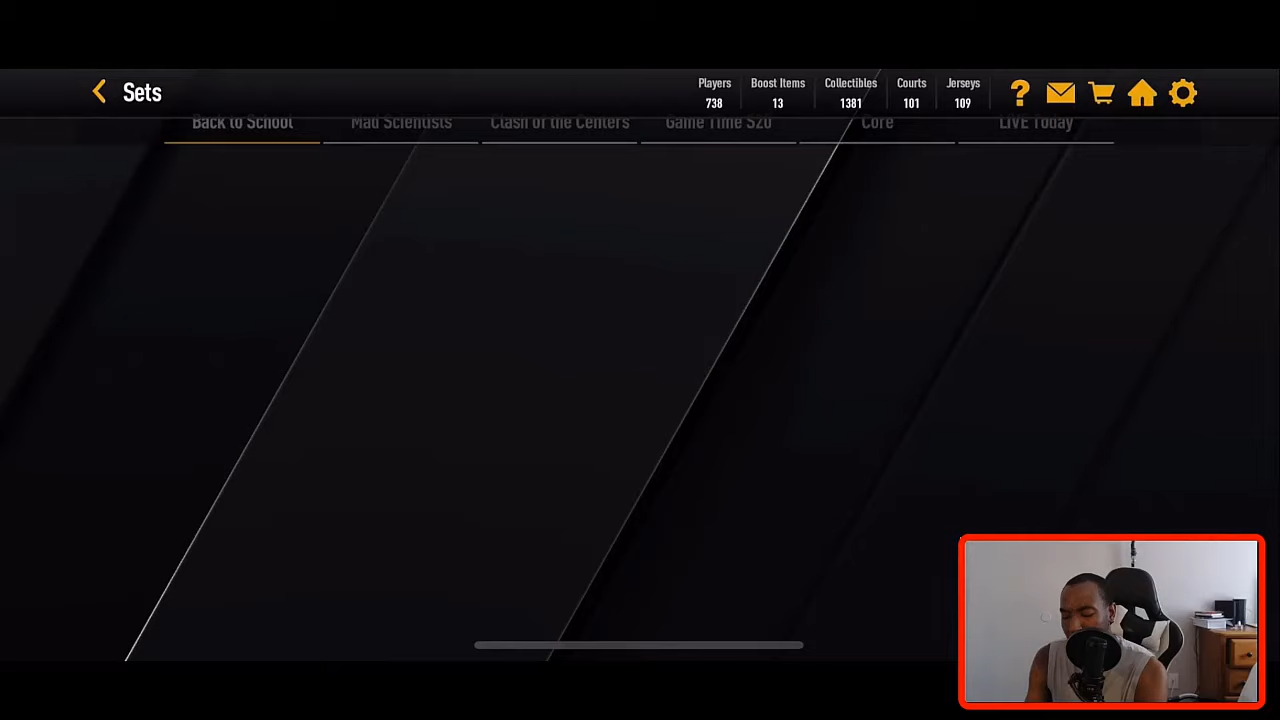 Sets
Players
738
Boost Items
13
Collectibles
1381
Courts
101
Jerseys
109
?
Back to School
Mad Scientists
Clash of the Centers
Game Time S20
Core
LIVE Today